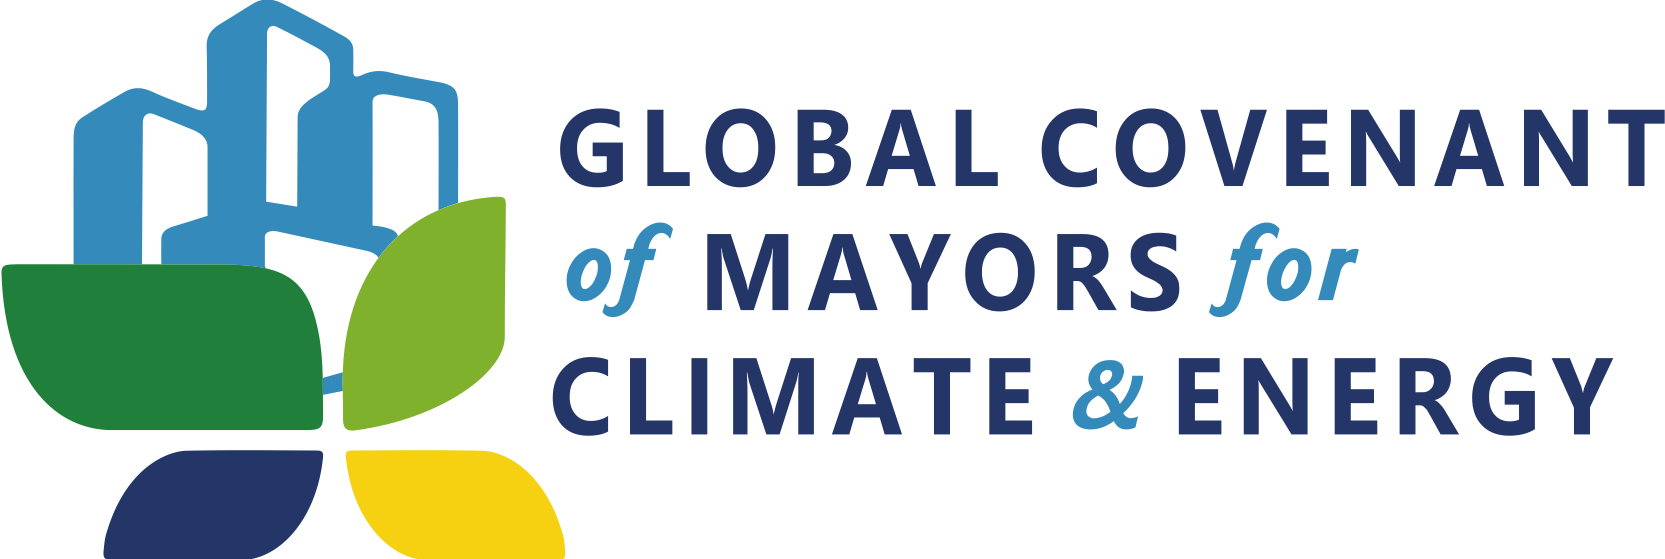 GLOBAL COVENANT
of MAYORS for
CLIMATE & ENERGY